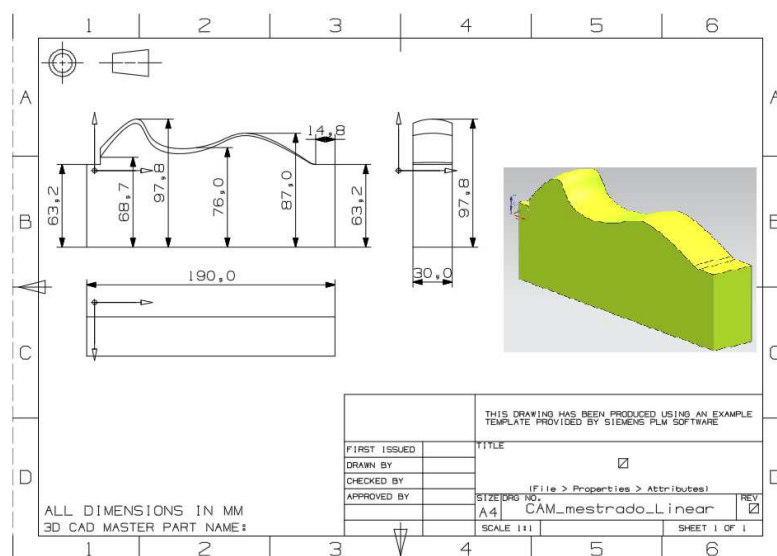 1 2 3 4 5 6
A A
14,8
63,2 68,7 97,8 76,0 87,0 63,2 97,8
B B
190,0 30,0
C C
THIS DRAWING HAS BEEN PRODUCED USING AN EXAMPLE
TEMPLATE PROVIDED BY SIEMENS PLM SOFTWARE
FIRST ISSUED
TITLE
DRAWN BY
D D
CHECKED BY
(File > Properties > Attributes)
APPROVED BY
SIZE DRG NO. REV
A4 CAM_mestrado_Linear
ALL DIMENSIONS IN MM
3D CAD MASTER PART NAME:
SCALE 1:1 SHEET 1 OF 1
1 2 3 4 5 6